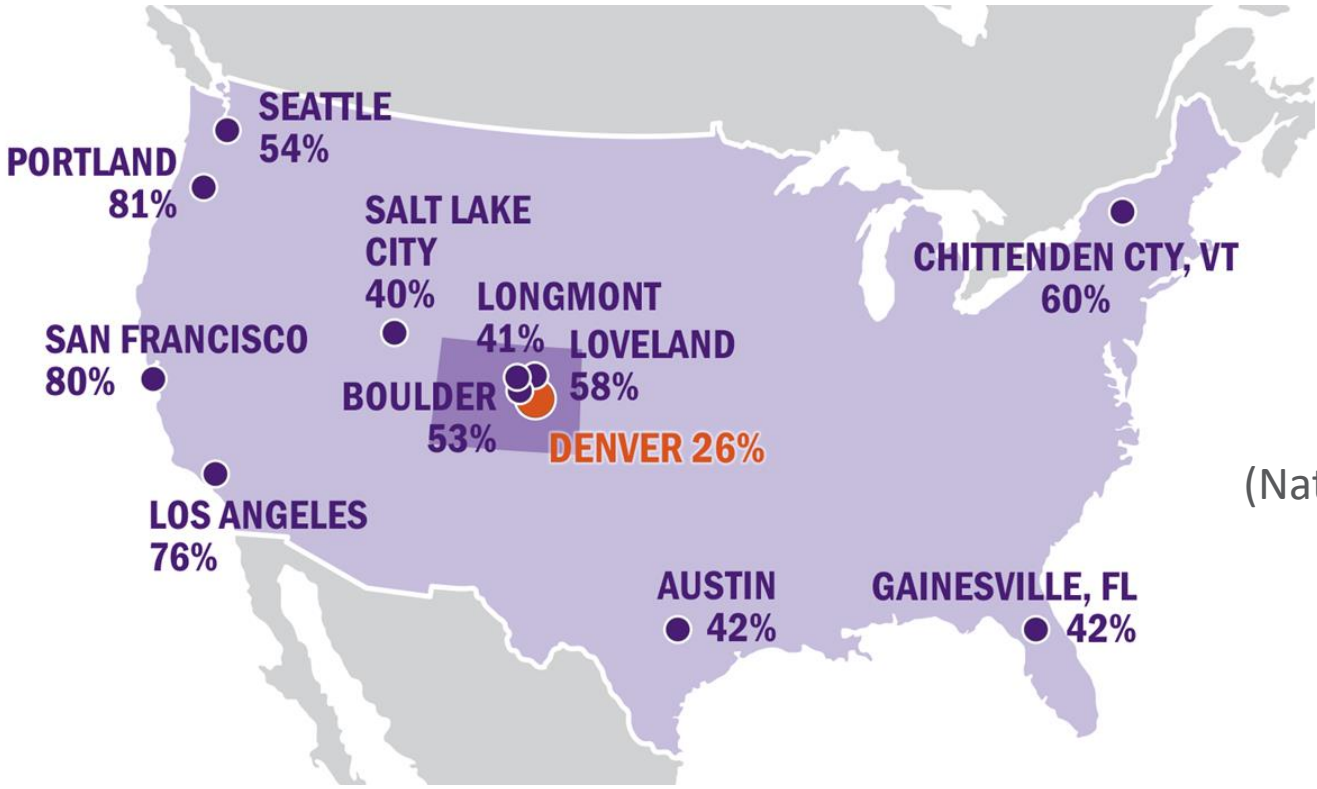 SEATTLE
54%
PORTLAND
81%
SALT LAKE
CITY
40%
LONGMONT
41%
LOVELAND
58%
CHITTENDEN CTY, VT
60%
SAN FRANCISCO
80%
BOULDER
53%
DENVER 26%
LOS ANGELES
76%
AUSTIN
42%
GAINESVILLE, FL
42%